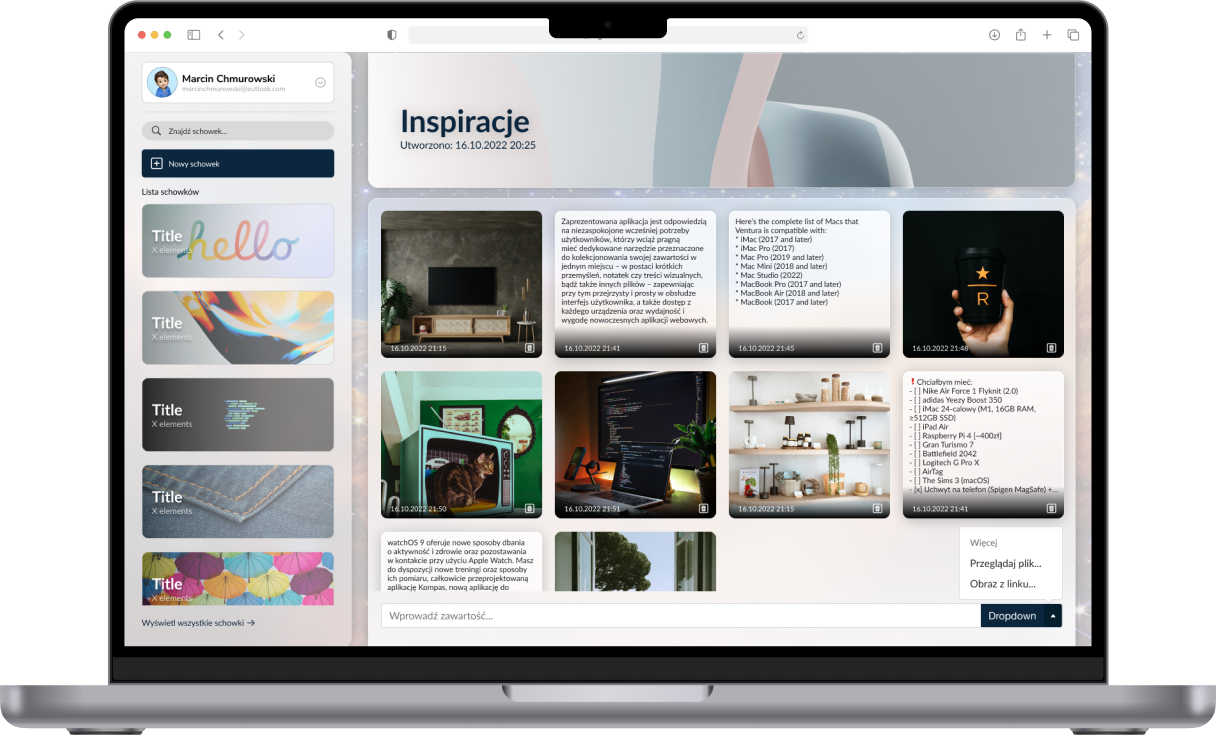 Marcin Chmurowski
marcinchmurowski@outlook.com
Znajdź schowek...
Nowy schowek
Lista schowków
Title
X elements
hello
Title
X elements
Title
X elements
Title
X elements
Title
X elements
Wyświetl wszystkie schowki →
Inspiracje
Utworzono: 16.10.2022 20:25
16.10.2022 21:15
Zaprezentowana aplikacja jest odpowiedzią
na niezaspokojone wcześniej potrzeby
użytkowników, którzy wciąż pragną
mieć dedykowane narzędzie przeznaczone
do kolekcjonowania swojej zawartości w
jednym miejscu – w postaci krótkich
przemyśleń, notatek czy treści wizualnych,
bądź także innych plików – zapewniając
przy tym przejrzysty i prosty w obsłudze
interfejs użytkownika, a także dostęp z
każdego urządzenia oraz wydajność i
wygodę nowoczesnych aplikacji webowych.
16.10.2022 21:41
Here's the complete list of Macs that
Ventura is compatible with:
* iMac (2017 and later)
* iMac Pro (2017)
* Mac Pro (2019 and later)
* Mac Mini (2018 and later)
* Mac Studio (2022)
* MacBook Pro (2017 and later)
* MacBook Air (2018 and later)
* MacBook (2017 and later)
16.10.2022 21:45
R
16.10.2022 21:48
16.10.2022 21:50
16.10.2022 21:51
16.10.2022 21:15
❗ Chciałbym mieć:
- [ ] Nike Air Force 1 Flyknit (2.0)
- [ ] adidas Yeezy Boost 350
- [ ] iMac 24-calowy (M1, 16GB RAM,
≥512GB SSD)
- [ ] iPad Air
- [ ] Raspberry Pi 4 [~400zł]
- [ ] Gran Turismo 7
- [ ] Battlefield 2042
- [ ] Logitech G Pro X
- [ ] AirTag
- [ ] The Sims 3 (macOS)
- [x] Uchwyt na telefon (Spigen MagSafe) +...
16.10.2022 21:41
watchOS 9 oferuje nowe sposoby dbania
o aktywność i zdrowie oraz pozostawania
w kontakcie przy użyciu Apple Watch. Masz
do dyspozycji nowe treningi oraz sposoby
ich pomiaru, całkowicie przeprojektowaną
aplikację Kompas, nową aplikację do
Więcej
Przeglądaj plik...
Obraz z linku...
Wprowadź zawartość...
Dropdown